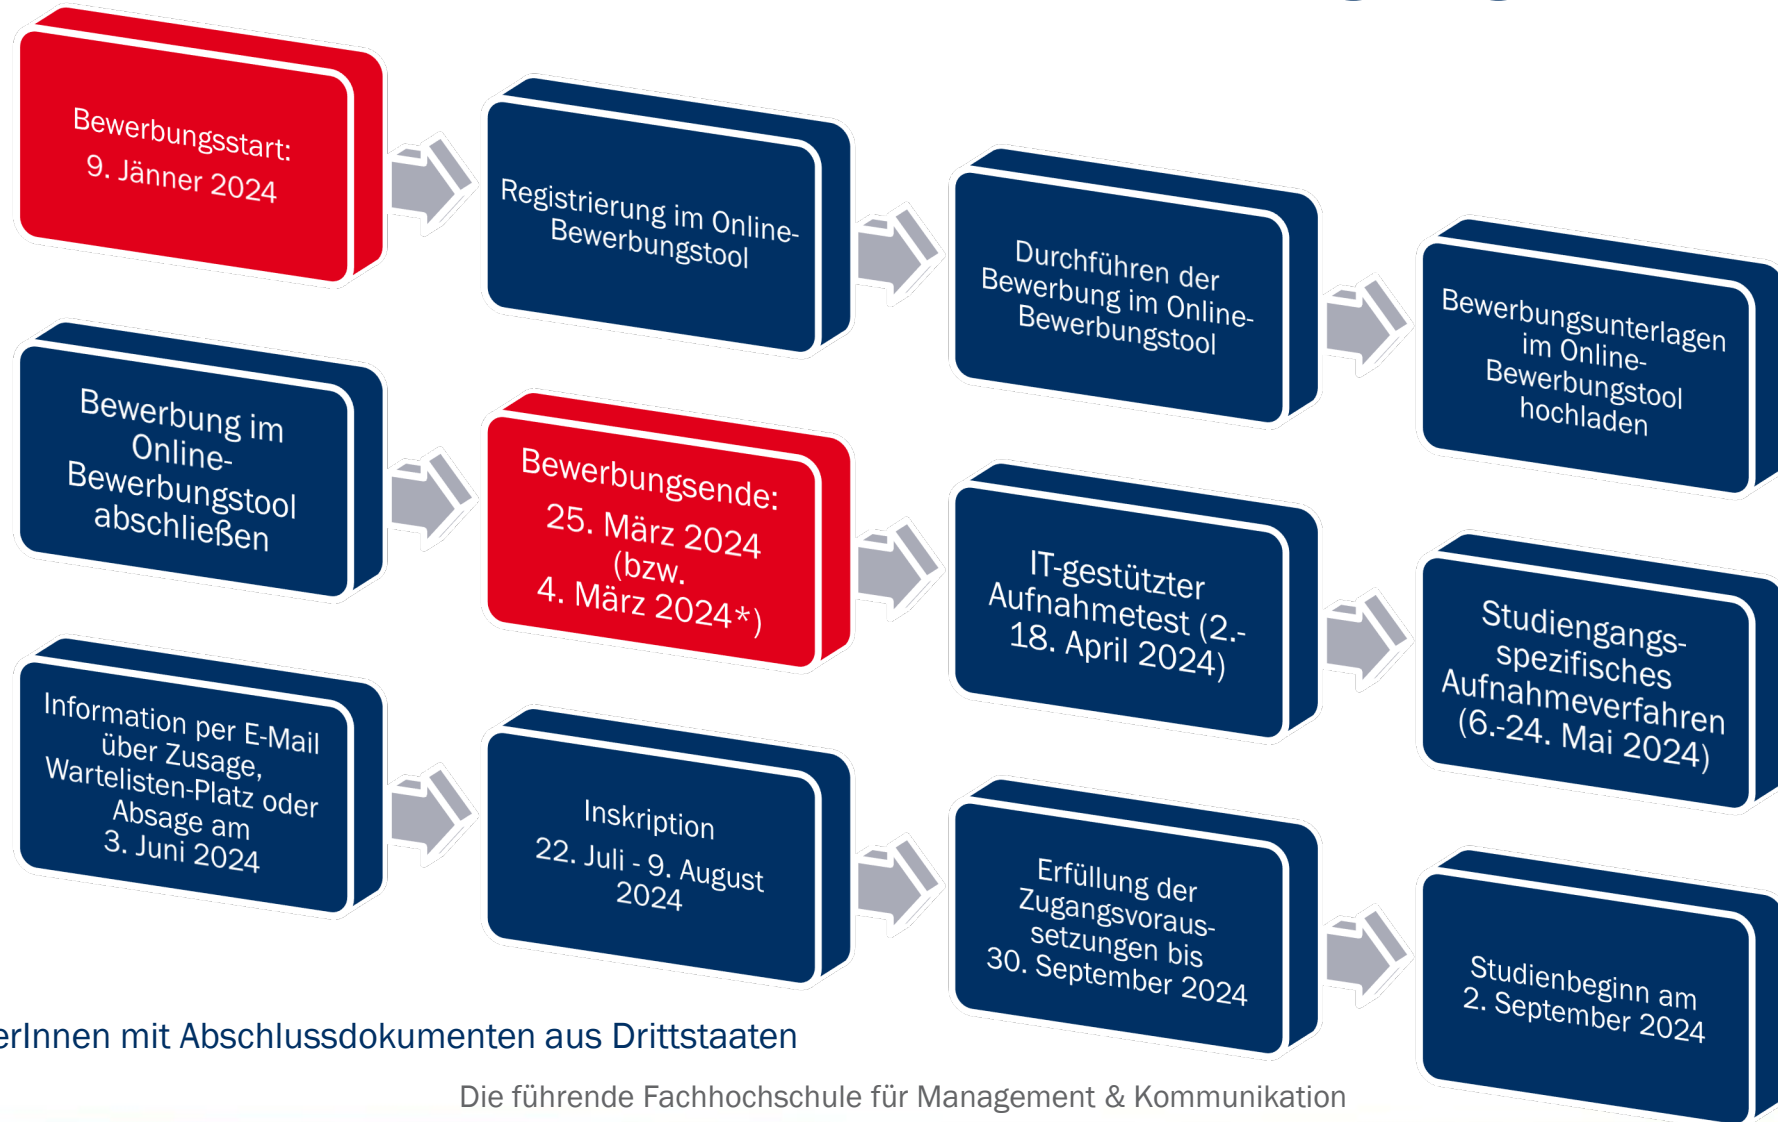 Bewerbungsstart:
9. Jänner 2024
Registrierung im Online-
Bewerbungstool
Durchführen der
Bewerbung im Online-
Bewerbungstool
Bewerbungsunterlagen
im Online-
Bewerbungstool
hochladen
Bewerbung im
Online-
Bewerbungstool
abschließen
Bewerbungsende:
25. März 2024
(bzw.
4. März 2024*)
IT-gestützter
Aufnahmetest (2.-
18. April 2024)
Studiengangs-
spezifisches
Aufnahmeverfahren
(6.-24. Mai 2024)
Information per E-Mail
über Zusage,
Wartelisten-Platz oder
Absage am
3. Juni 2024
Inskription
22. Juli - 9. August
2024
Erfüllung der
Zugangsvoraus-
setzungen bis
30. September 2024
Studienbeginn am
2. September 2024
erInnen mit Abschlussdokumenten aus Drittstaaten
Die führende Fachhochschule für Management & Kommunikation